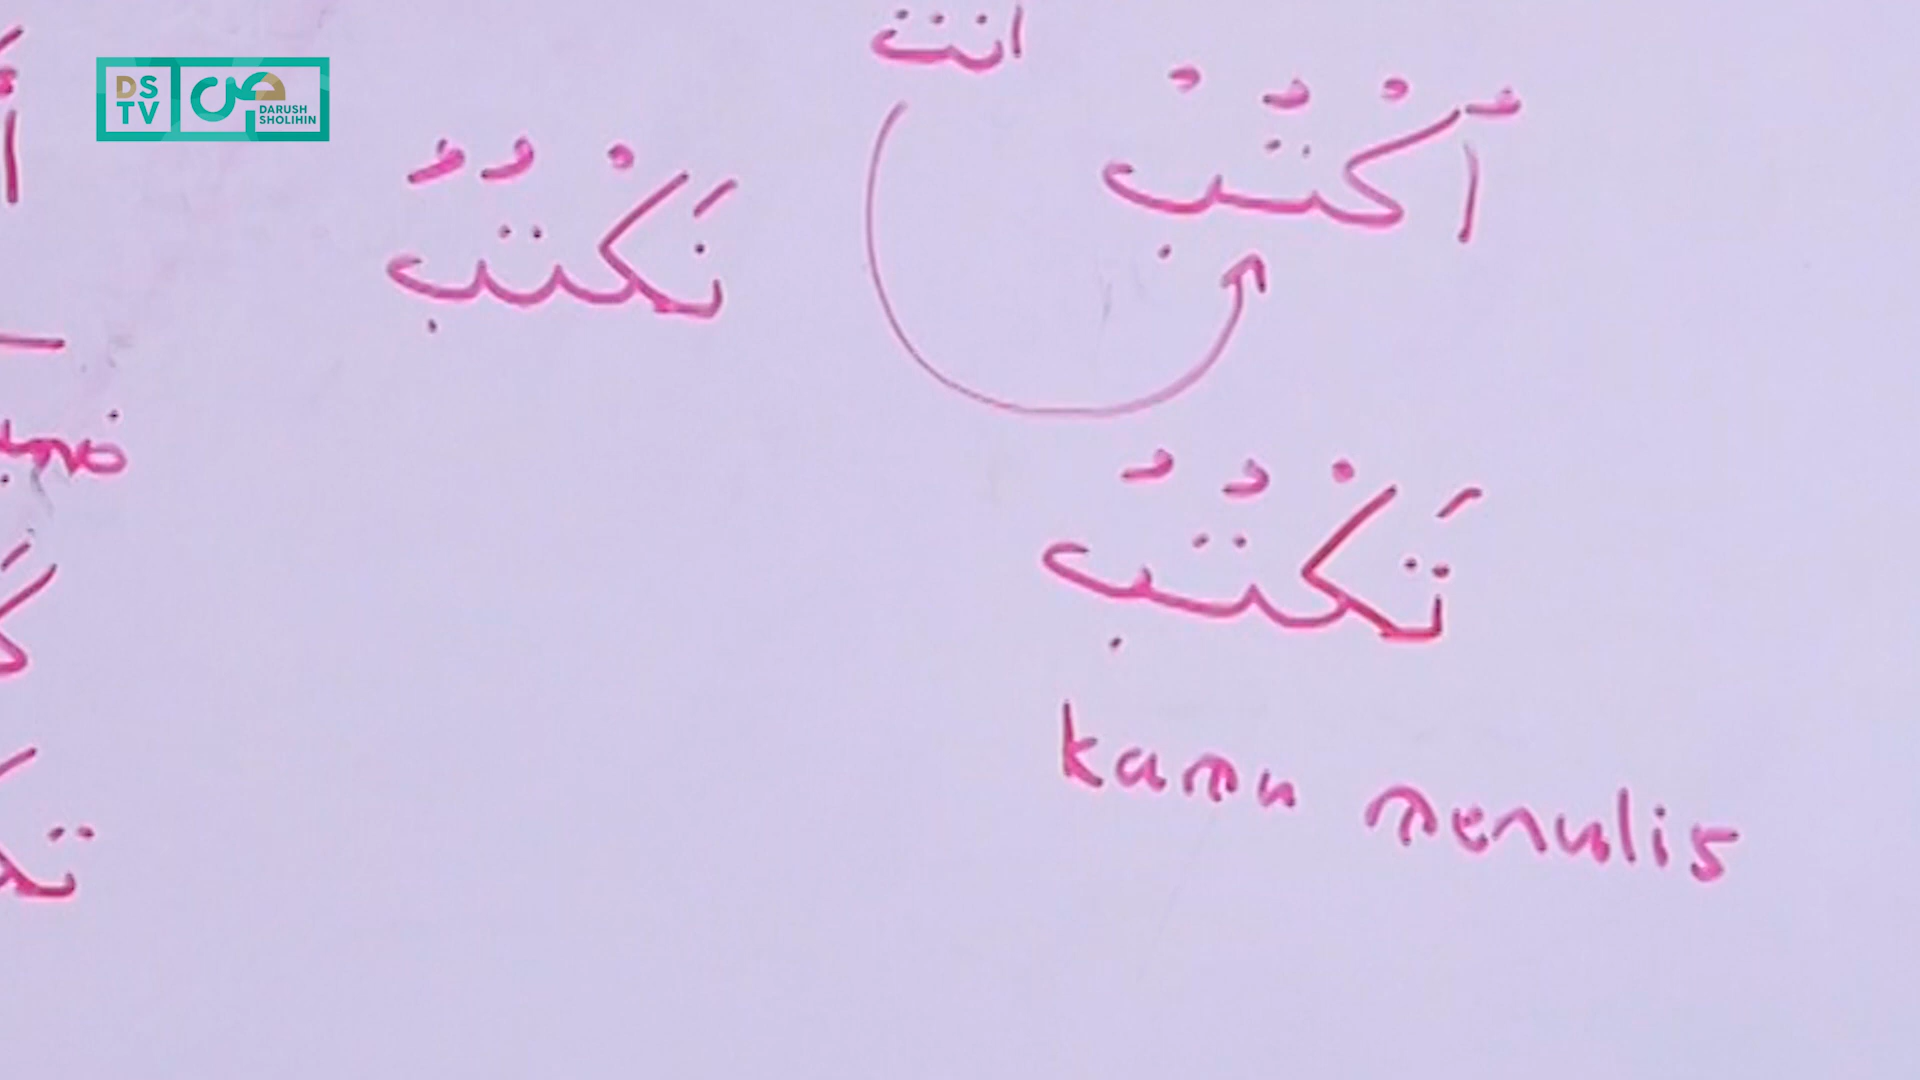 DS
TV
DARUSH
SHOLIHIN
انت
اُكْتُبْ
نَكْتُبُ
تَكْتُبُ
kamu menulis